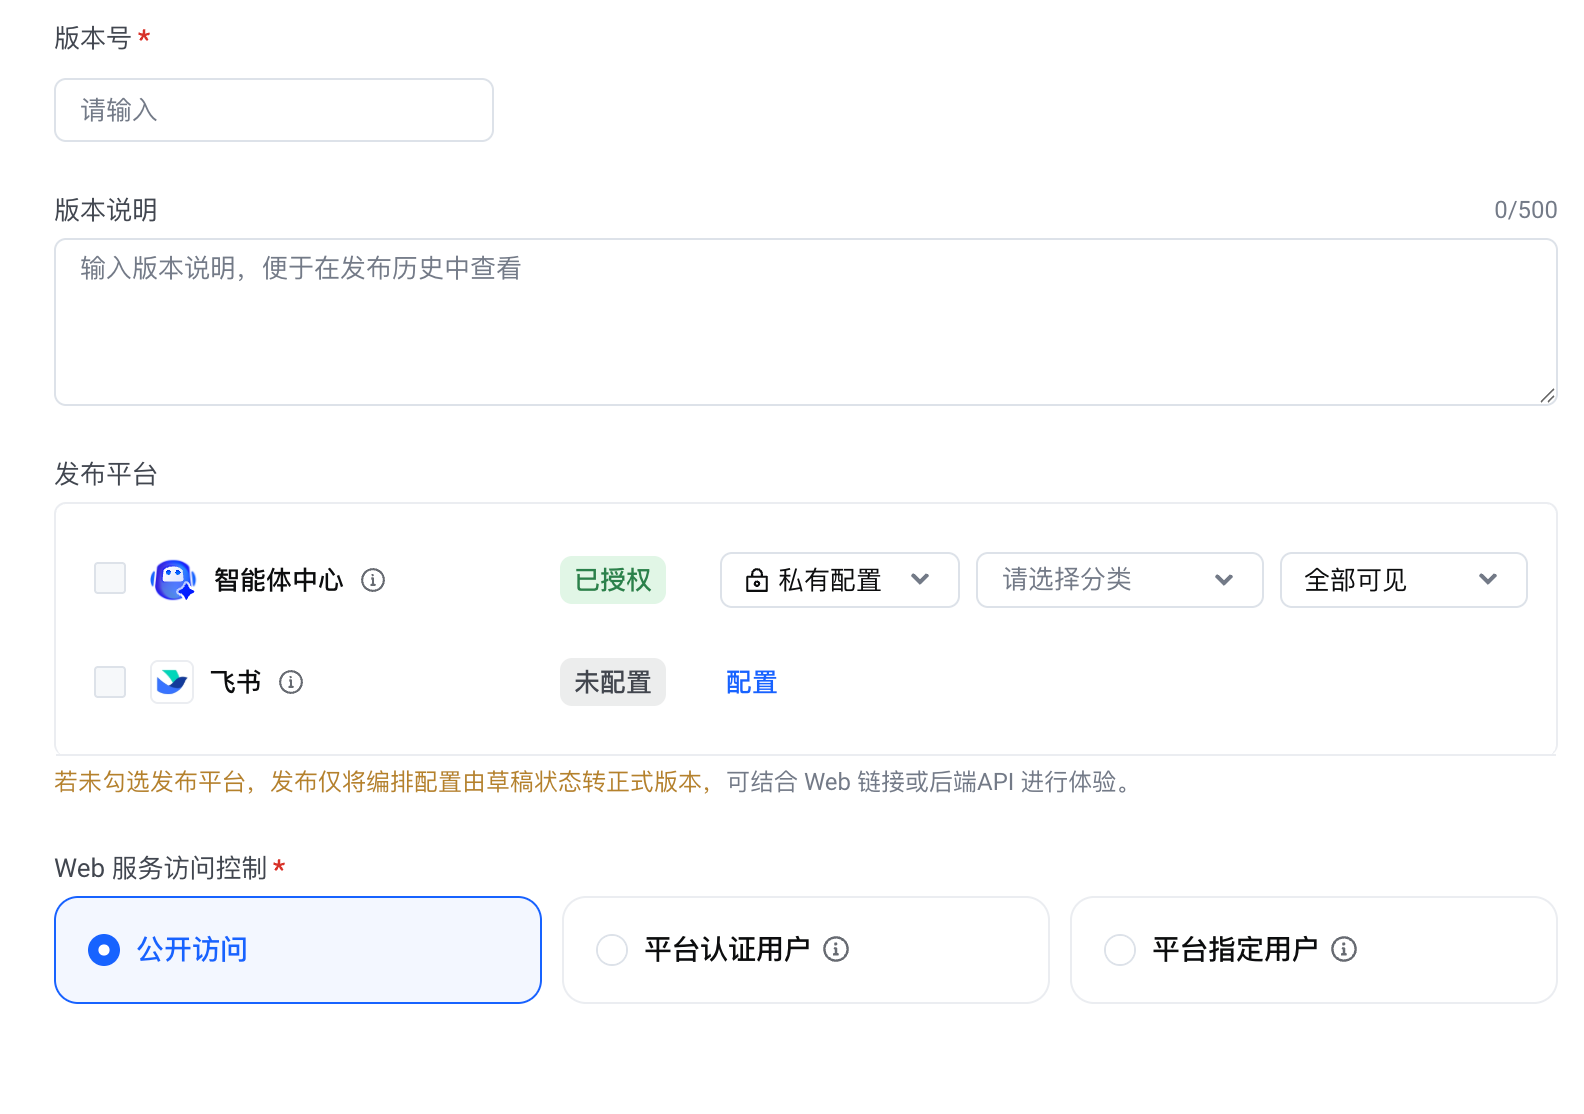 版本号 *
请输入
版本说明 0/500
输入版本说明，便于在发布历史中查看
发布平台
智能体中心 已授权 私有配置 请选择分类 全部可见
飞书 未配置 配置
若未勾选发布平台，发布仅将编排配置由草稿状态转正式版本，可结合 Web 链接或后端API 进行体验。
Web 服务访问控制 *
公开访问 平台认证用户 平台指定用户